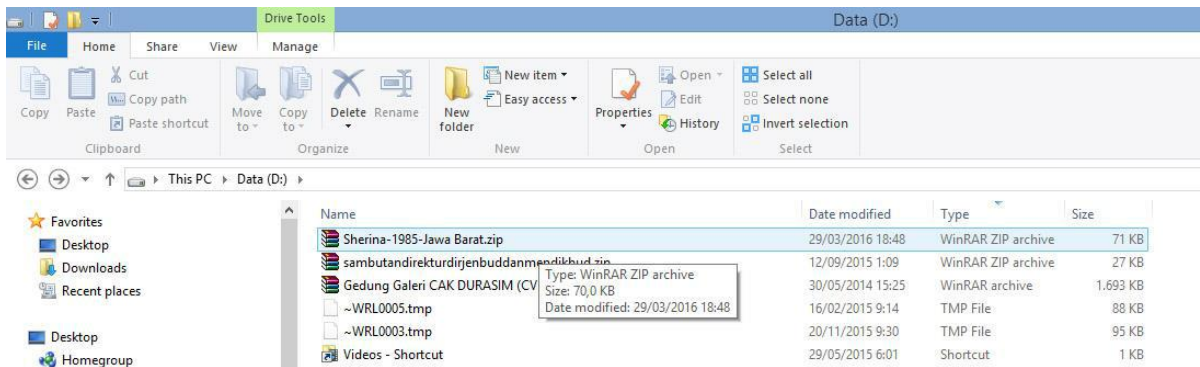 Drive Tools Data (D:)
File Home Share View Manage
Cut
Copy path
Paste shortcut
Copy Paste
Clipboard
Move to Copy to Delete Rename
Organize
New item
Easy access
New folder
New
Open
Edit
History
Properties
Open
Select all
Select none
Invert selection
Select
This PC Data (D:)
Favorites
Desktop
Downloads
Recent places
Desktop
Homegroup
Name Date modified Type Size
Sherina-1985-Jawa Barat.zip 29/03/2016 18:48 WinRAR ZIP archive 71 KB
sambutandirekturdirjenbuddanmendikbud.zip 12/09/2015 1:09 WinRAR ZIP archive 27 KB
Gedung Galeri CAK DURASIM (CV 30/05/2014 15:25 WinRAR archive 1.693 KB
~WRL0005.tmp 16/02/2015 9:14 TMP File 88 KB
~WRL0003.tmp 20/11/2015 9:30 TMP File 95 KB
Videos - Shortcut 29/05/2015 6:01 Shortcut 1 KB
Type: WinRAR ZIP archive
Size: 70,0 KB
Date modified: 29/03/2016 18:48